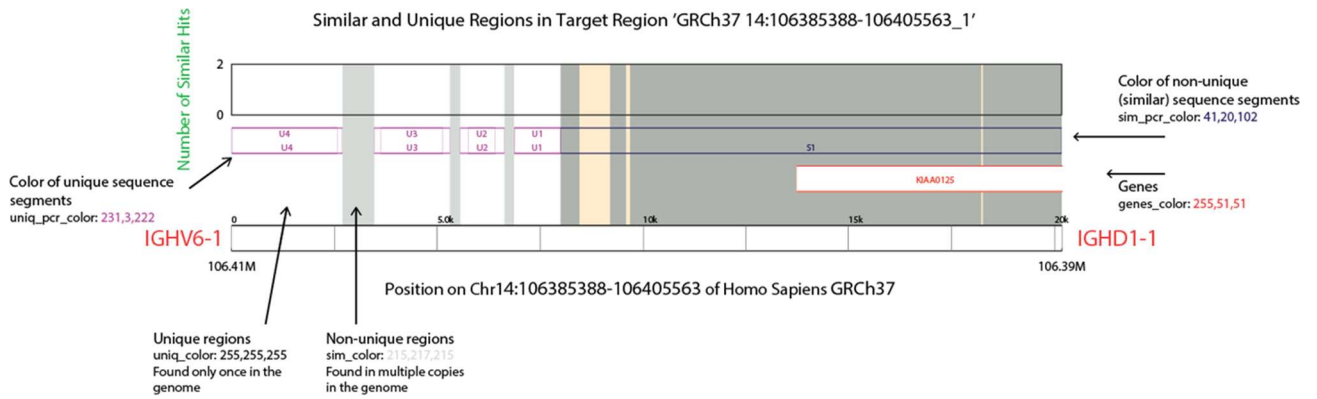 Similar and Unique Regions in Target Region 'GRCh37 14:106385388-106405563_1'
Number of Similar Hits
2
0
Color of non-unique
(similar) sequence segments
sim_pcr_color: 41,20,102
U4 U3 U2 U1
U4 U3 U2 U1 S1
Color of unique sequence
segments
uniq_pcr_color: 231,3,222
KIAA0125
Genes
genes_color: 255,51,51
0 5.0k 10k 15k 20k
IGHV6-1 IGHD1-1
106.41M 106.39M
Position on Chr14:106385388-106405563 of Homo Sapiens GRCh37
Unique regions
uniq_color: 255,255,255
Found only once in the
genome
Non-unique regions
sim_color: 215,217,215
Found in multiple copies
in the genome